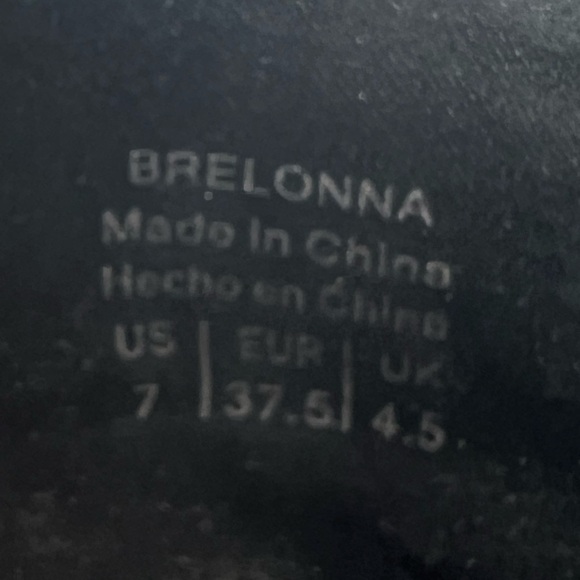 BRELONNA
Made In China
Hecho en China
US | EUR | UK
7 | 37.5 | 4.5